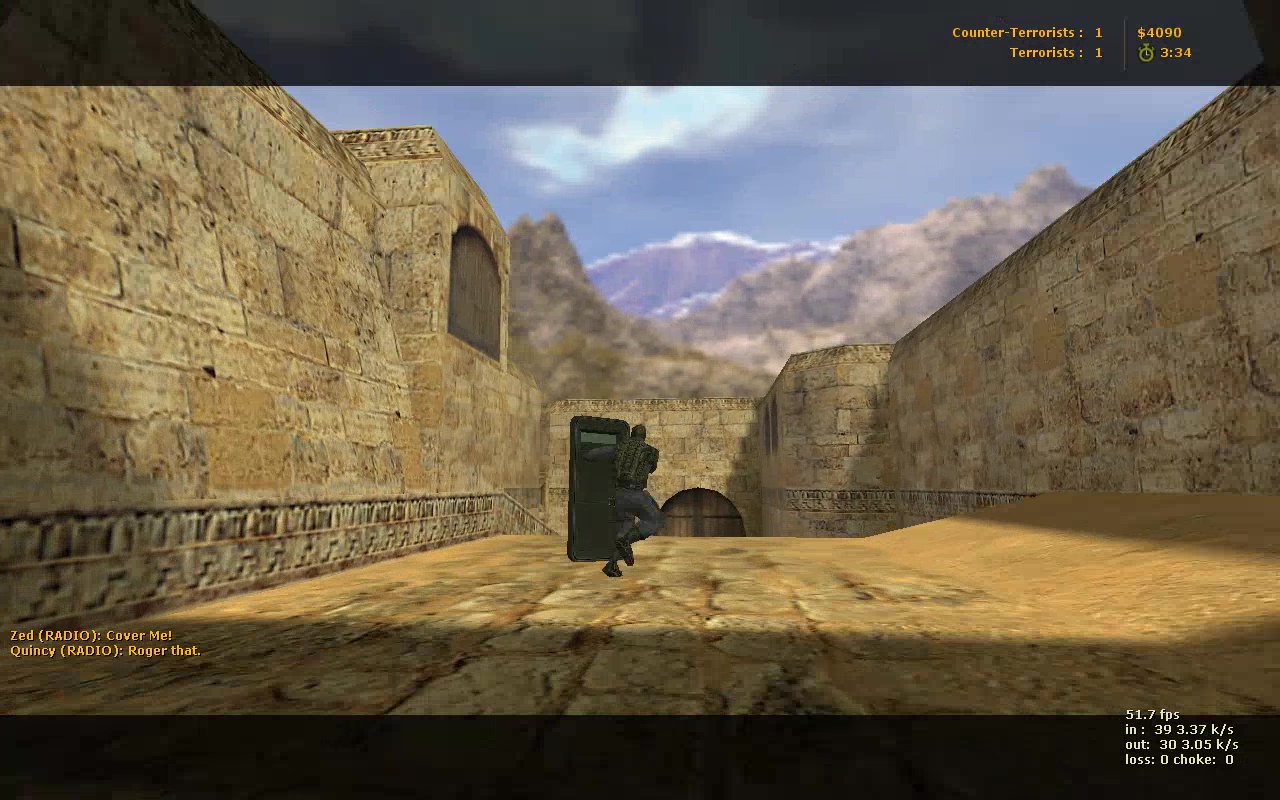 Counter-Terrorists : 1
$4090
Terrorists : 1
3:34
Zed (RADIO): Cover Me!
Quincy (RADIO): Roger that.
51.7 fps
in : 39 3.37 k/s
out: 30 3.05 k/s
loss: 0 choke: 0